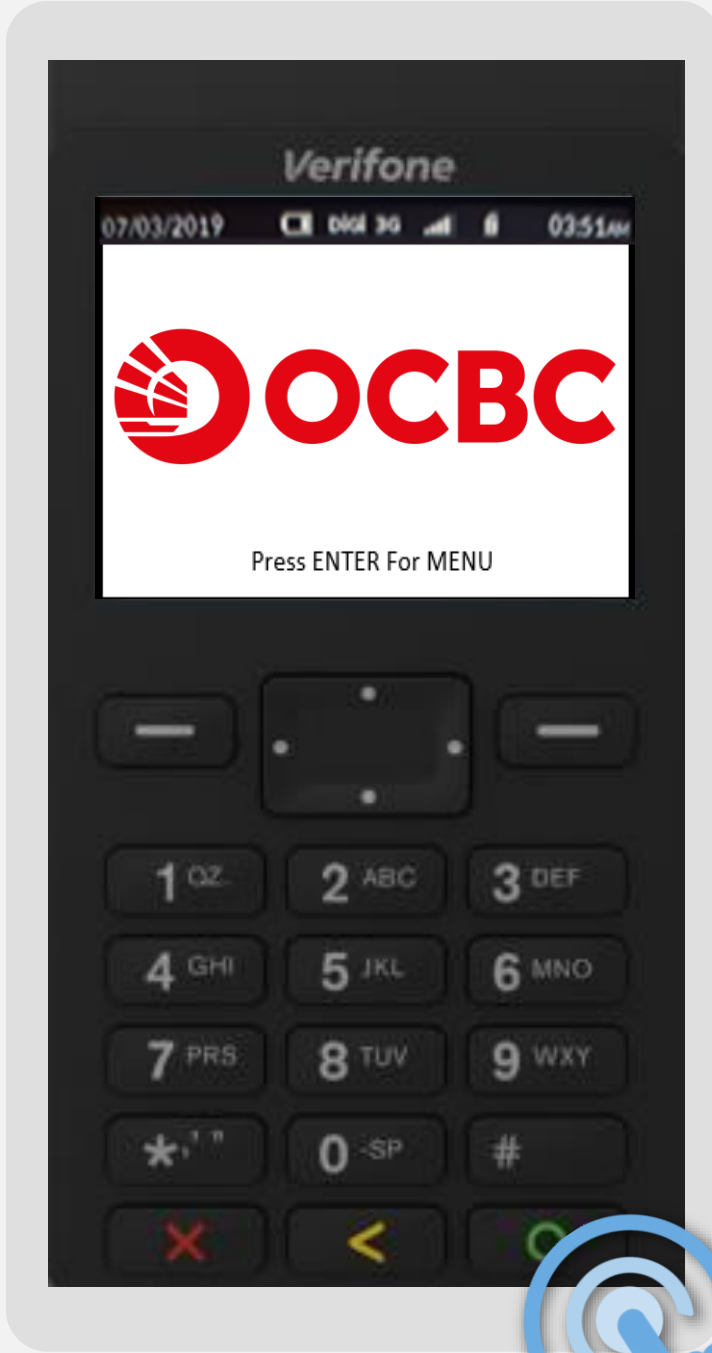 Verifone
07/03/2019 DiGi 3G 03:51AM
OCBC
Press ENTER For MENU
1 QZ. 2 ABC 3 DEF
4 GHI 5 JKL 6 MNO
7 PRS 8 TUV 9 WXY
*,'" 0 -SP #